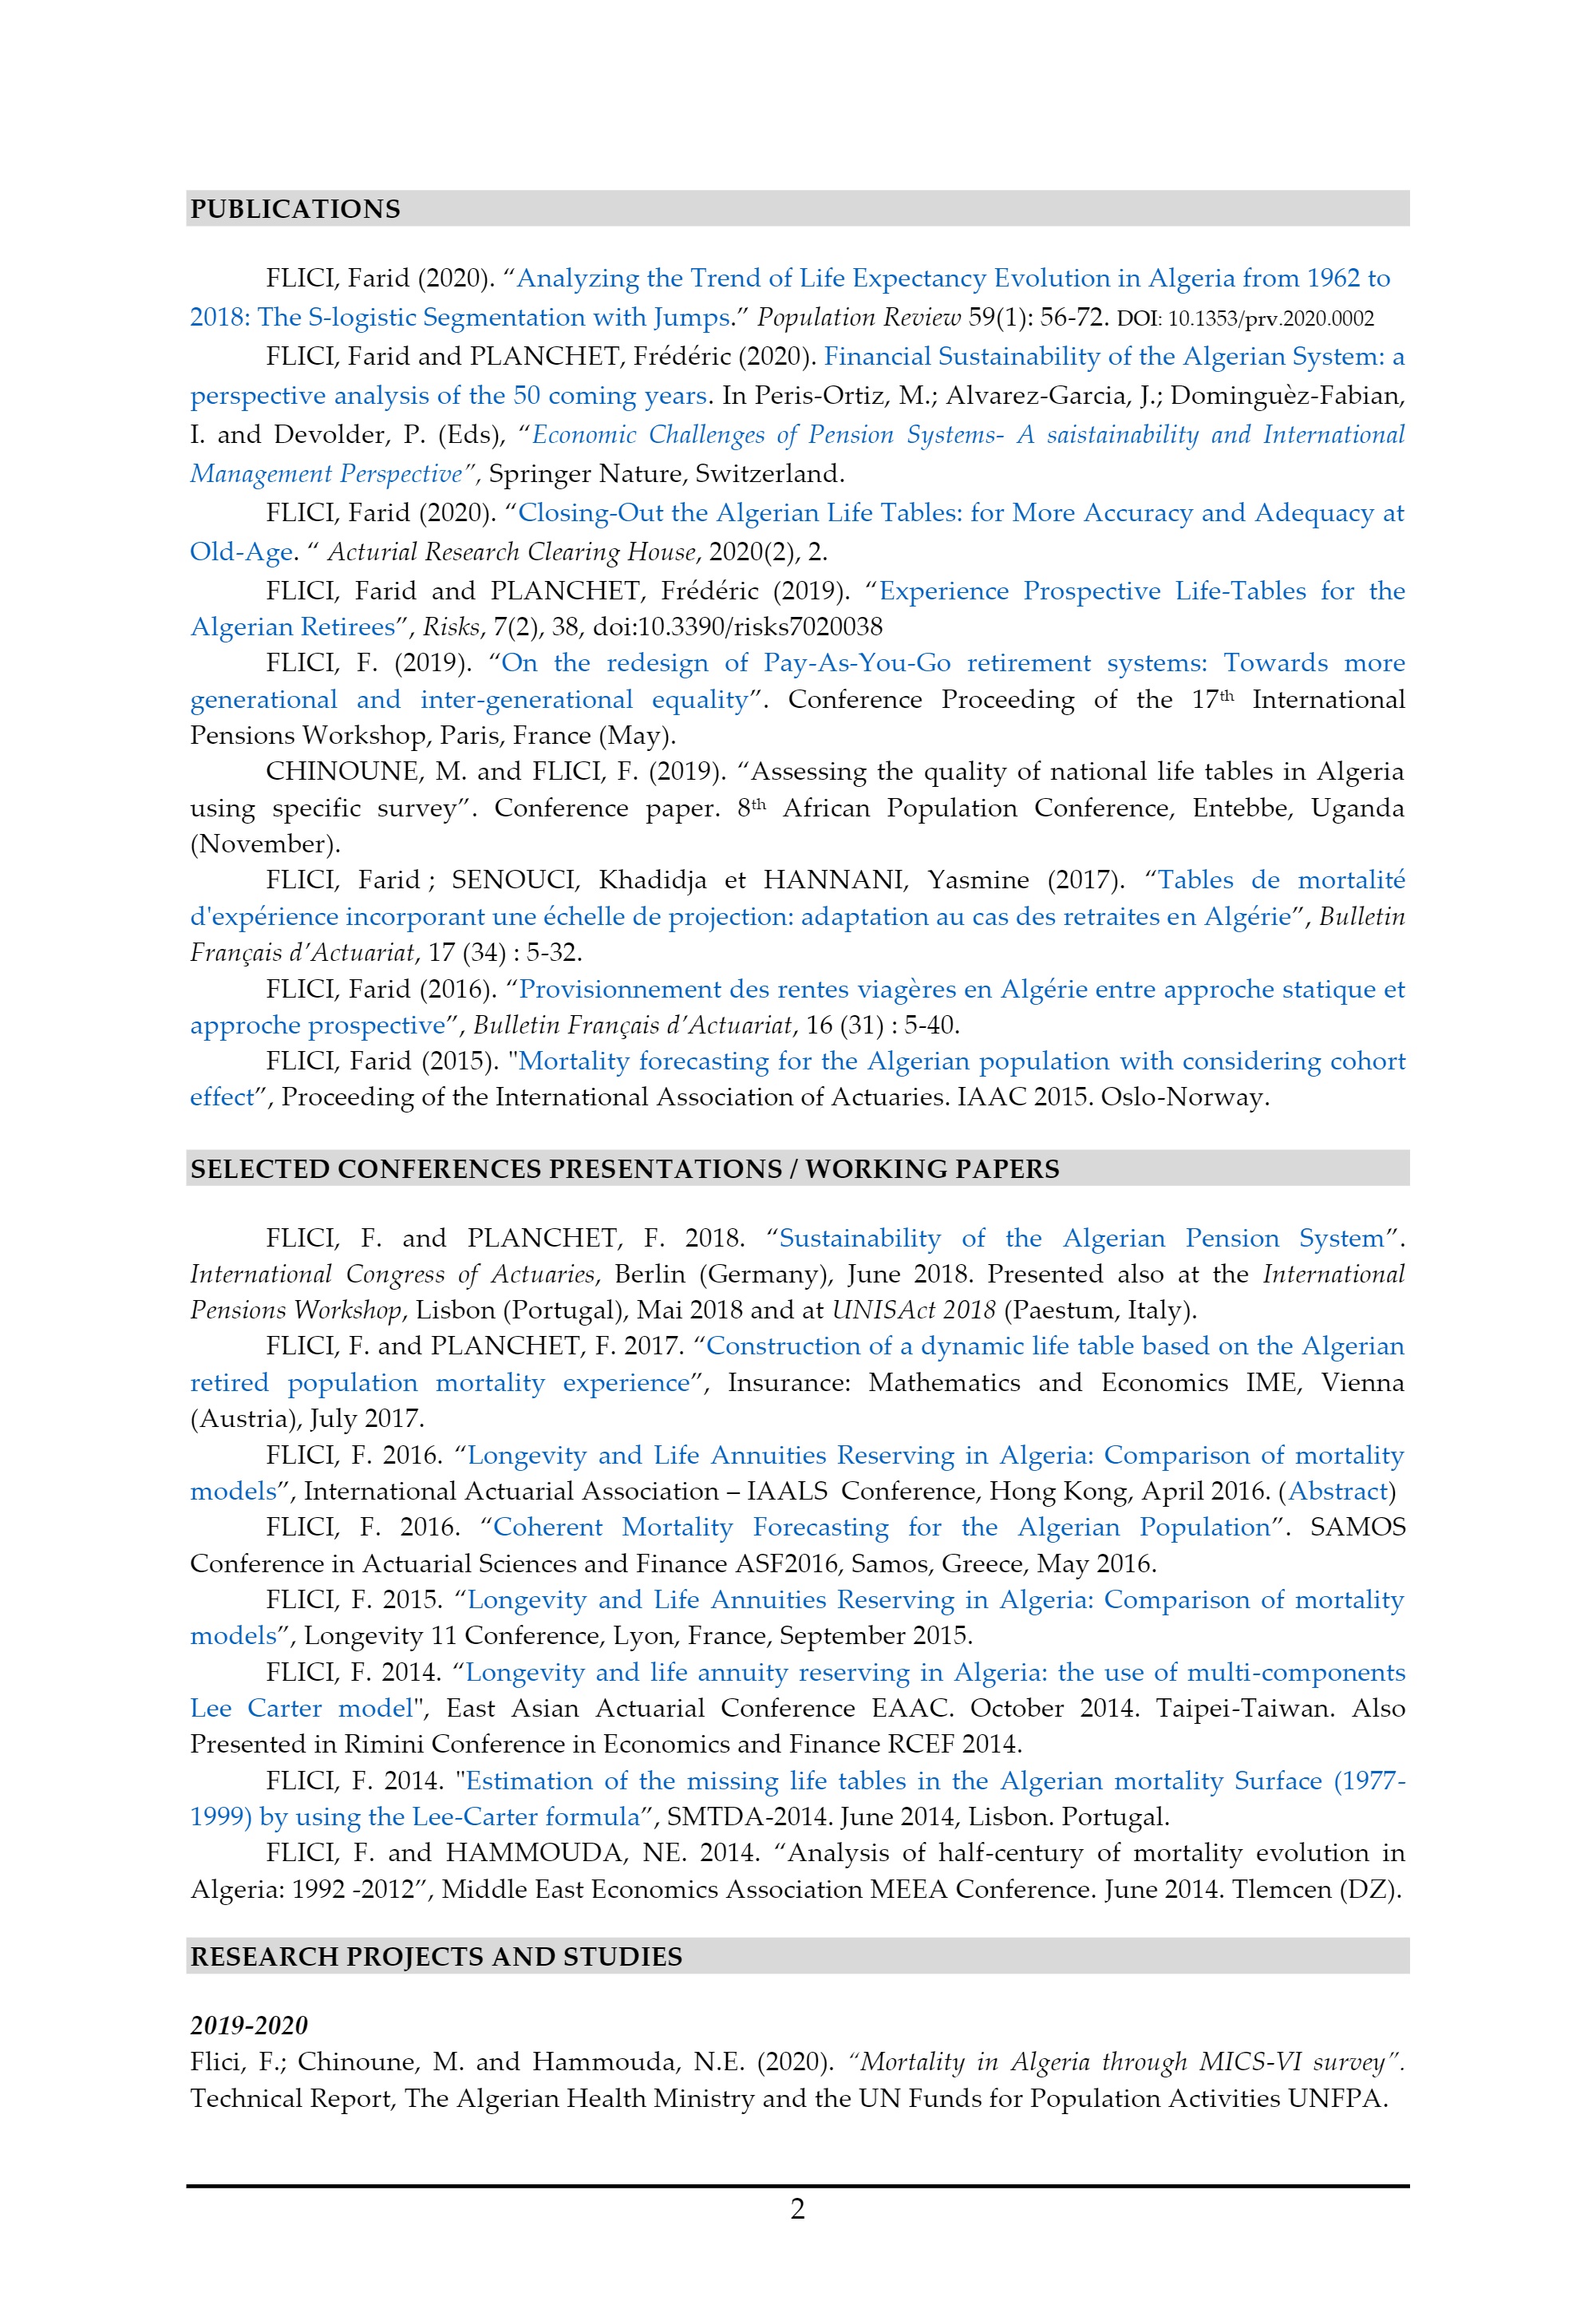 PUBLICATIONS
FLICI, Farid (2020). “Analyzing the Trend of Life Expectancy Evolution in Algeria from 1962 to
2018: The S-logistic Segmentation with Jumps.” Population Review 59(1): 56-72. DOI: 10.1353/prv.2020.0002
FLICI, Farid and PLANCHET, Frédéric (2020). Financial Sustainability of the Algerian System: a
perspective analysis of the 50 coming years. In Peris-Ortiz, M.; Alvarez-Garcia, J.; Dominguèz-Fabian,
I. and Devolder, P. (Eds), “Economic Challenges of Pension Systems- A saistainability and International
Management Perspective”, Springer Nature, Switzerland.
FLICI, Farid (2020). “Closing-Out the Algerian Life Tables: for More Accuracy and Adequacy at
Old-Age. “ Acturial Research Clearing House, 2020(2), 2.
FLICI, Farid and PLANCHET, Frédéric (2019). “Experience Prospective Life-Tables for the
Algerian Retirees”, Risks, 7(2), 38, doi:10.3390/risks7020038
FLICI, F. (2019). “On the redesign of Pay-As-You-Go retirement systems: Towards more
generational and inter-generational equality”. Conference Proceeding of the 17th International
Pensions Workshop, Paris, France (May).
CHINOUNE, M. and FLICI, F. (2019). “Assessing the quality of national life tables in Algeria
using specific survey”. Conference paper. 8th African Population Conference, Entebbe, Uganda
(November).
FLICI, Farid ; SENOUCI, Khadidja et HANNANI, Yasmine (2017). “Tables de mortalité
d'expérience incorporant une échelle de projection: adaptation au cas des retraites en Algérie”, Bulletin
Français d’Actuariat, 17 (34) : 5-32.
FLICI, Farid (2016). “Provisionnement des rentes viagères en Algérie entre approche statique et
approche prospective”, Bulletin Français d’Actuariat, 16 (31) : 5-40.
FLICI, Farid (2015). "Mortality forecasting for the Algerian population with considering cohort
effect”, Proceeding of the International Association of Actuaries. IAAC 2015. Oslo-Norway.
SELECTED CONFERENCES PRESENTATIONS / WORKING PAPERS
FLICI, F. and PLANCHET, F. 2018. “Sustainability of the Algerian Pension System”.
International Congress of Actuaries, Berlin (Germany), June 2018. Presented also at the International
Pensions Workshop, Lisbon (Portugal), Mai 2018 and at UNISAct 2018 (Paestum, Italy).
FLICI, F. and PLANCHET, F. 2017. “Construction of a dynamic life table based on the Algerian
retired population mortality experience”, Insurance: Mathematics and Economics IME, Vienna
(Austria), July 2017.
FLICI, F. 2016. “Longevity and Life Annuities Reserving in Algeria: Comparison of mortality
models”, International Actuarial Association – IAALS Conference, Hong Kong, April 2016. (Abstract)
FLICI, F. 2016. “Coherent Mortality Forecasting for the Algerian Population”. SAMOS
Conference in Actuarial Sciences and Finance ASF2016, Samos, Greece, May 2016.
FLICI, F. 2015. “Longevity and Life Annuities Reserving in Algeria: Comparison of mortality
models”, Longevity 11 Conference, Lyon, France, September 2015.
FLICI, F. 2014. “Longevity and life annuity reserving in Algeria: the use of multi-components
Lee Carter model", East Asian Actuarial Conference EAAC. October 2014. Taipei-Taiwan. Also
Presented in Rimini Conference in Economics and Finance RCEF 2014.
FLICI, F. 2014. "Estimation of the missing life tables in the Algerian mortality Surface (1977-
1999) by using the Lee-Carter formula”, SMTDA-2014. June 2014, Lisbon. Portugal.
FLICI, F. and HAMMOUDA, NE. 2014. “Analysis of half-century of mortality evolution in
Algeria: 1992 -2012”, Middle East Economics Association MEEA Conference. June 2014. Tlemcen (DZ).
RESEARCH PROJECTS AND STUDIES
2019-2020
Flici, F.; Chinoune, M. and Hammouda, N.E. (2020). “Mortality in Algeria through MICS-VI survey”.
Technical Report, The Algerian Health Ministry and the UN Funds for Population Activities UNFPA.
2